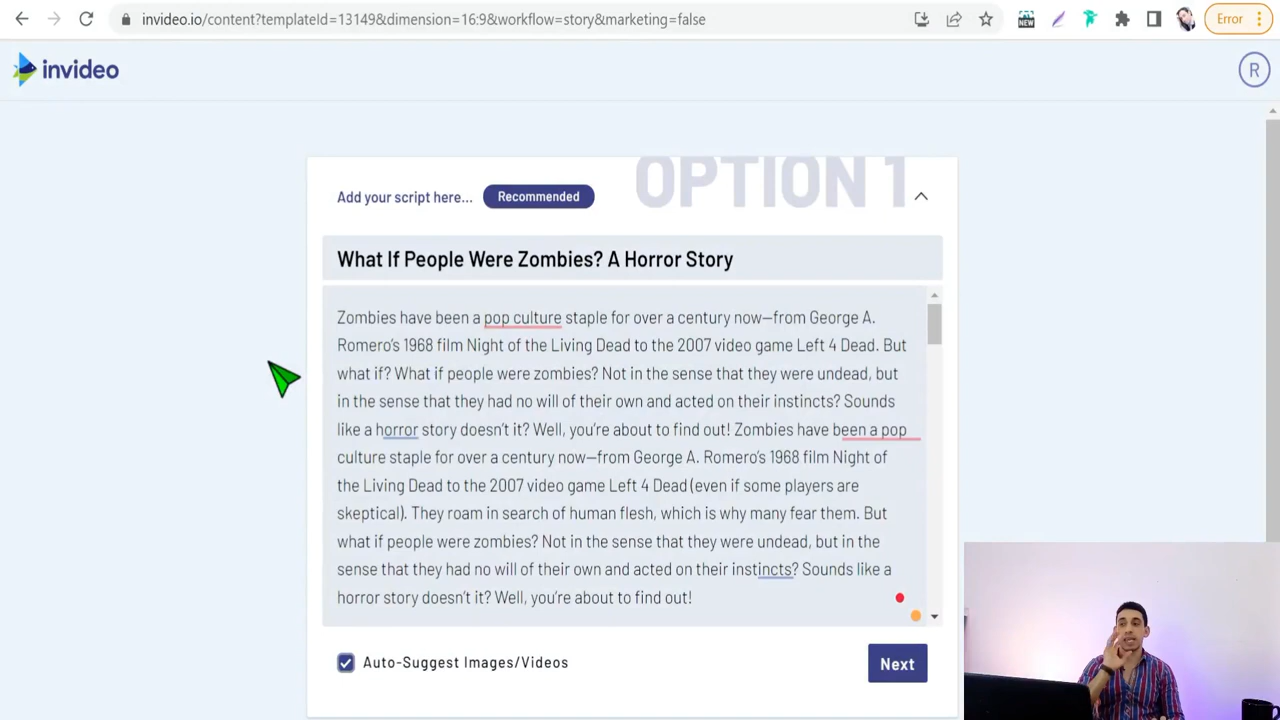 invideo.io/content?templateId=13149&dimension=16:9&workflow=story&marketing=false
NEW
Error
invideo
R
OPTION 1
Add your script here...
Recommended
What If People Were Zombies? A Horror Story
Zombies have been a pop culture staple for over a century now—from George A.
Romero’s 1968 film Night of the Living Dead to the 2007 video game Left 4 Dead. But
what if? What if people were zombies? Not in the sense that they were undead, but
in the sense that they had no will of their own and acted on their instincts? Sounds
like a horror story doesn’t it? Well, you’re about to find out! Zombies have been a pop
culture staple for over a century now—from George A. Romero’s 1968 film Night of
the Living Dead to the 2007 video game Left 4 Dead (even if some players are
skeptical). They roam in search of human flesh, which is why many fear them. But
what if people were zombies? Not in the sense that they were undead, but in the
sense that they had no will of their own and acted on their instincts? Sounds like a
horror story doesn’t it? Well, you’re about to find out!
Auto-Suggest Images/Videos
Next